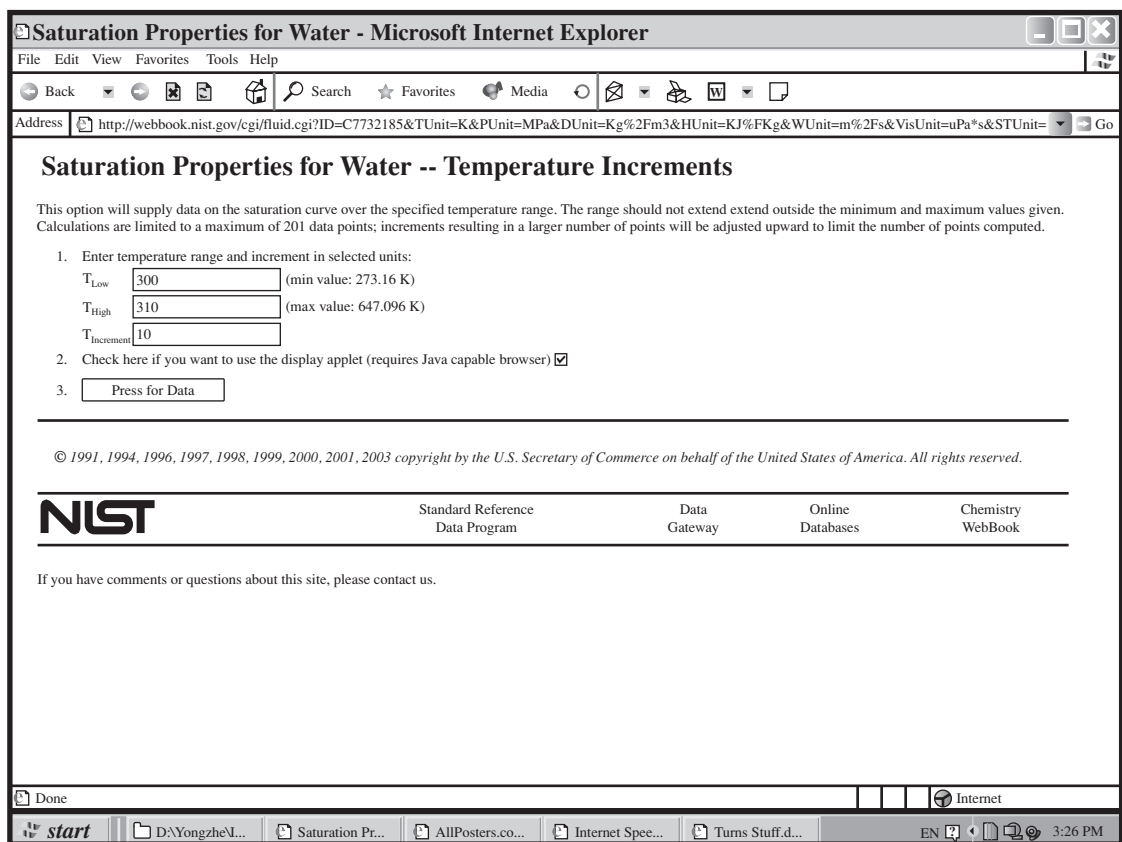 Saturation Properties for Water - Microsoft Internet Explorer
File Edit View Favorites Tools Help
Back Search Favorites Media W
Address http://webbook.nist.gov/cgi/fluid.cgi?ID=C7732185&TUnit=K&PUnit=MPa&DUnit=Kg%2Fm3&HUnit=KJ%FKg&WUnit=m%2Fs&VisUnit=uPa*s&STUnit= Go
Saturation Properties for Water -- Temperature Increments
This option will supply data on the saturation curve over the specified temperature range. The range should not extend extend outside the minimum and maximum values given.
Calculations are limited to a maximum of 201 data points; increments resulting in a larger number of points will be adjusted upward to limit the number of points computed.
1. Enter temperature range and increment in selected units:
TLow 300 (min value: 273.16 K)
THigh 310 (max value: 647.096 K)
TIncrement 10
2. Check here if you want to use the display applet (requires Java capable browser)
3. Press for Data
© 1991, 1994, 1996, 1997, 1998, 1999, 2000, 2001, 2003 copyright by the U.S. Secretary of Commerce on behalf of the United States of America. All rights reserved.
NIST Standard Reference Data Online Chemistry
Data Program Gateway Databases WebBook
If you have comments or questions about this site, please contact us.
Done Internet
start D:\Yongzhe\I... Saturation Pr... AllPosters.co... Internet Spee... Turns Stuff.d... EN ? 3:26 PM